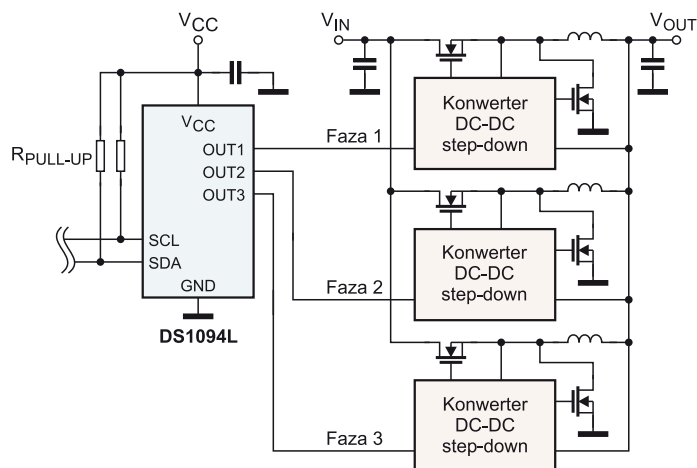 VCC
VIN
VOUT
VCC
RPULL-UP
OUT1
OUT2
OUT3
SCL
SDA
GND
DS1094L
Faza 1
Konwerter
DC-DC
step-down
Faza 2
Konwerter
DC-DC
step-down
Faza 3
Konwerter
DC-DC
step-down